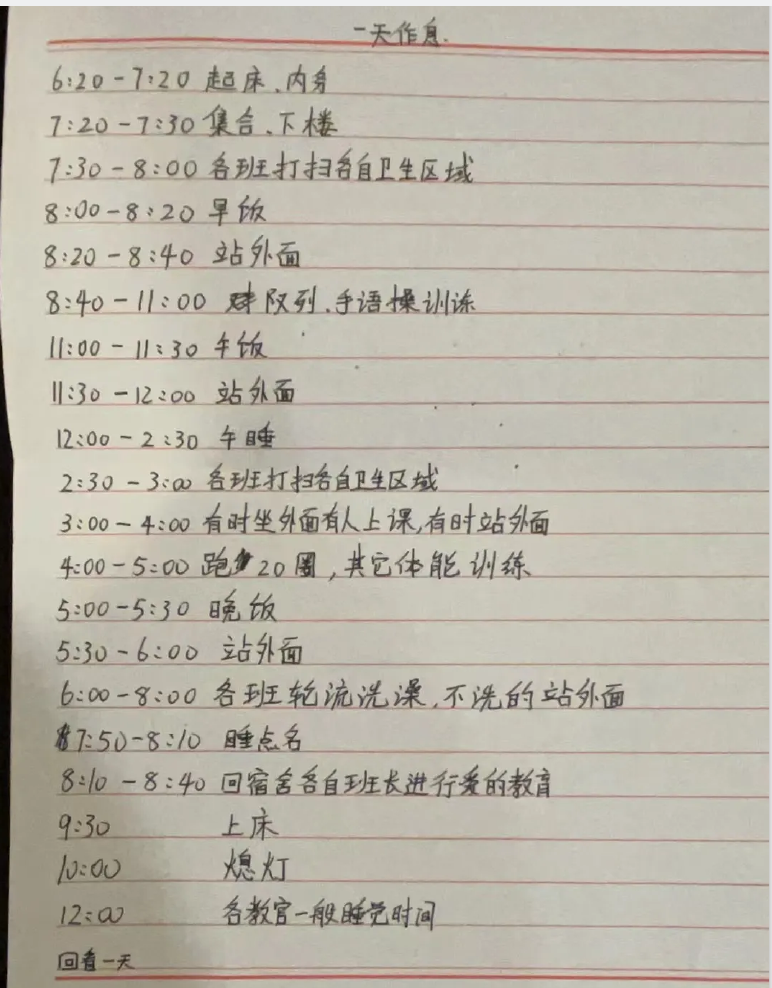 一天作息.
6:20-7:20 起床、内务
7:20-7:30 集合、下楼
7:30-8:00 各班打扫各自卫生区域
8:00-8:20 早饭
8:20-8:40 站外面
8:40-11:00 队列、手语操训练
11:00-11:30 午饭
11:30-12:00 站外面
12:00-2:30 午睡
2:30-3:00 各班打扫各自卫生区域
3:00-4:00 有时坐外面有人上课,有时站外面
4:00-5:00 跑20圈,其它体能训练
5:00-5:30 晚饭
5:30-6:00 站外面
6:00-8:00 各班轮流洗澡,不洗的站外面
7:50-8:10 睡点名
8:10-8:40 回宿舍各自班长进行爱的教育
9:30 上床
10:00 熄灯
12:00 各教官一般睡觉时间
回看一天